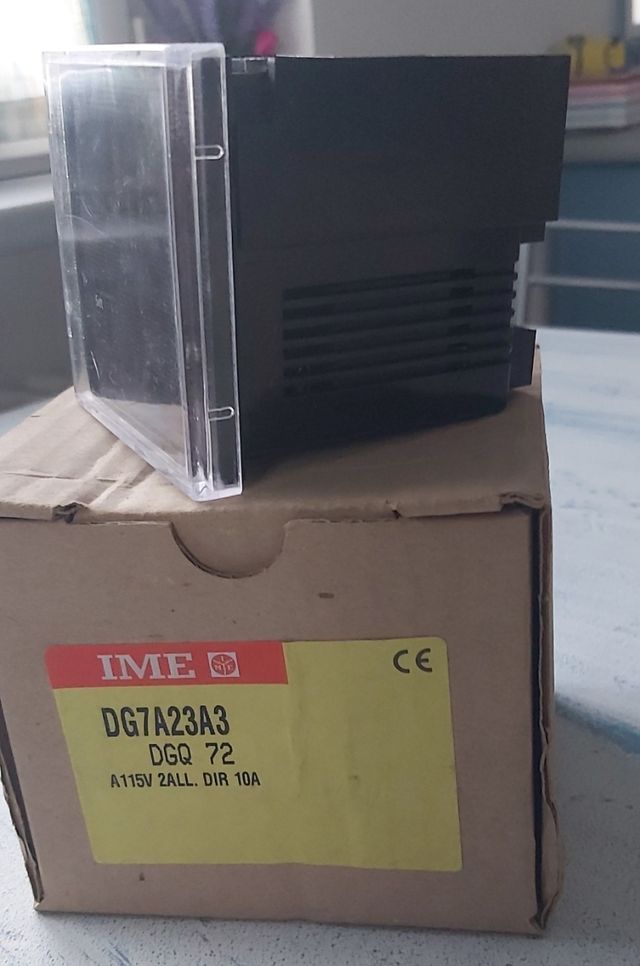 IME
CE
DG7A23A3
DGQ 72
A115V 2ALL. DIR 10A